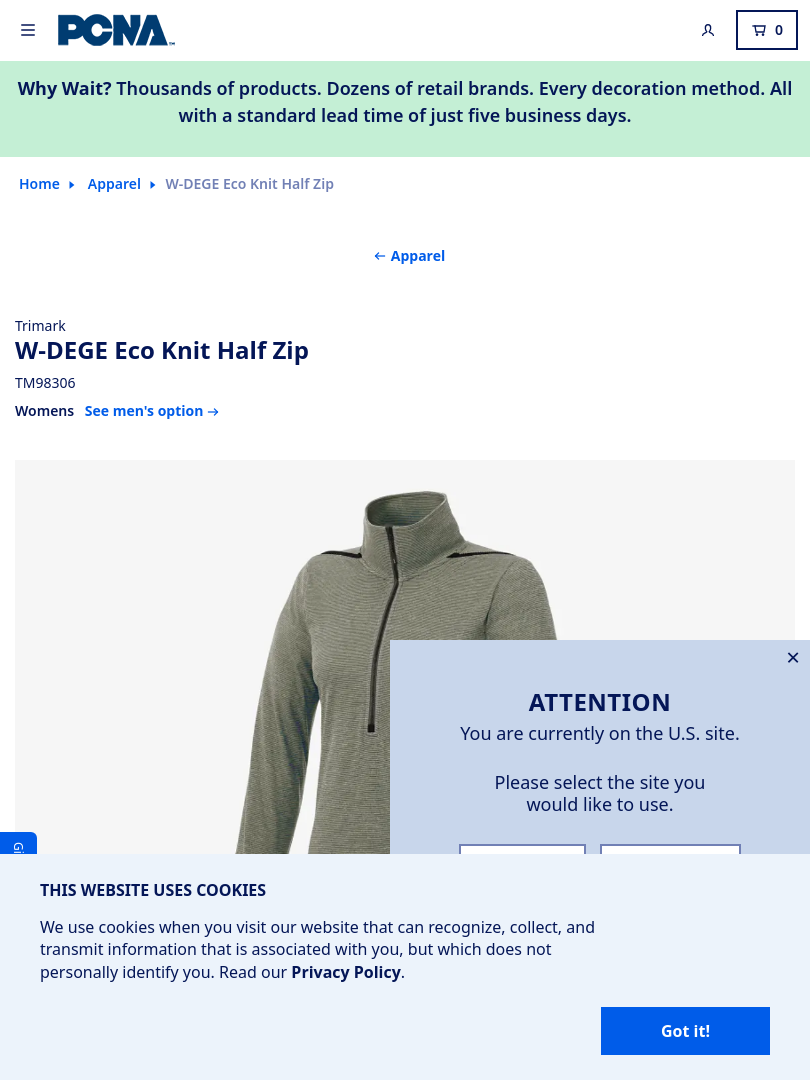 PCNA
0
Why Wait? Thousands of products. Dozens of retail brands. Every decoration method. All
with a standard lead time of just five business days.
Home Apparel W-DEGE Eco Knit Half Zip
← Apparel
Trimark
W-DEGE Eco Knit Half Zip
TM98306
Womens See men's option →
ATTENTION
You are currently on the U.S. site.
Please select the site you
would like to use.
THIS WEBSITE USES COOKIES
We use cookies when you visit our website that can recognize, collect, and
transmit information that is associated with you, but which does not
personally identify you. Read our Privacy Policy.
Got it!